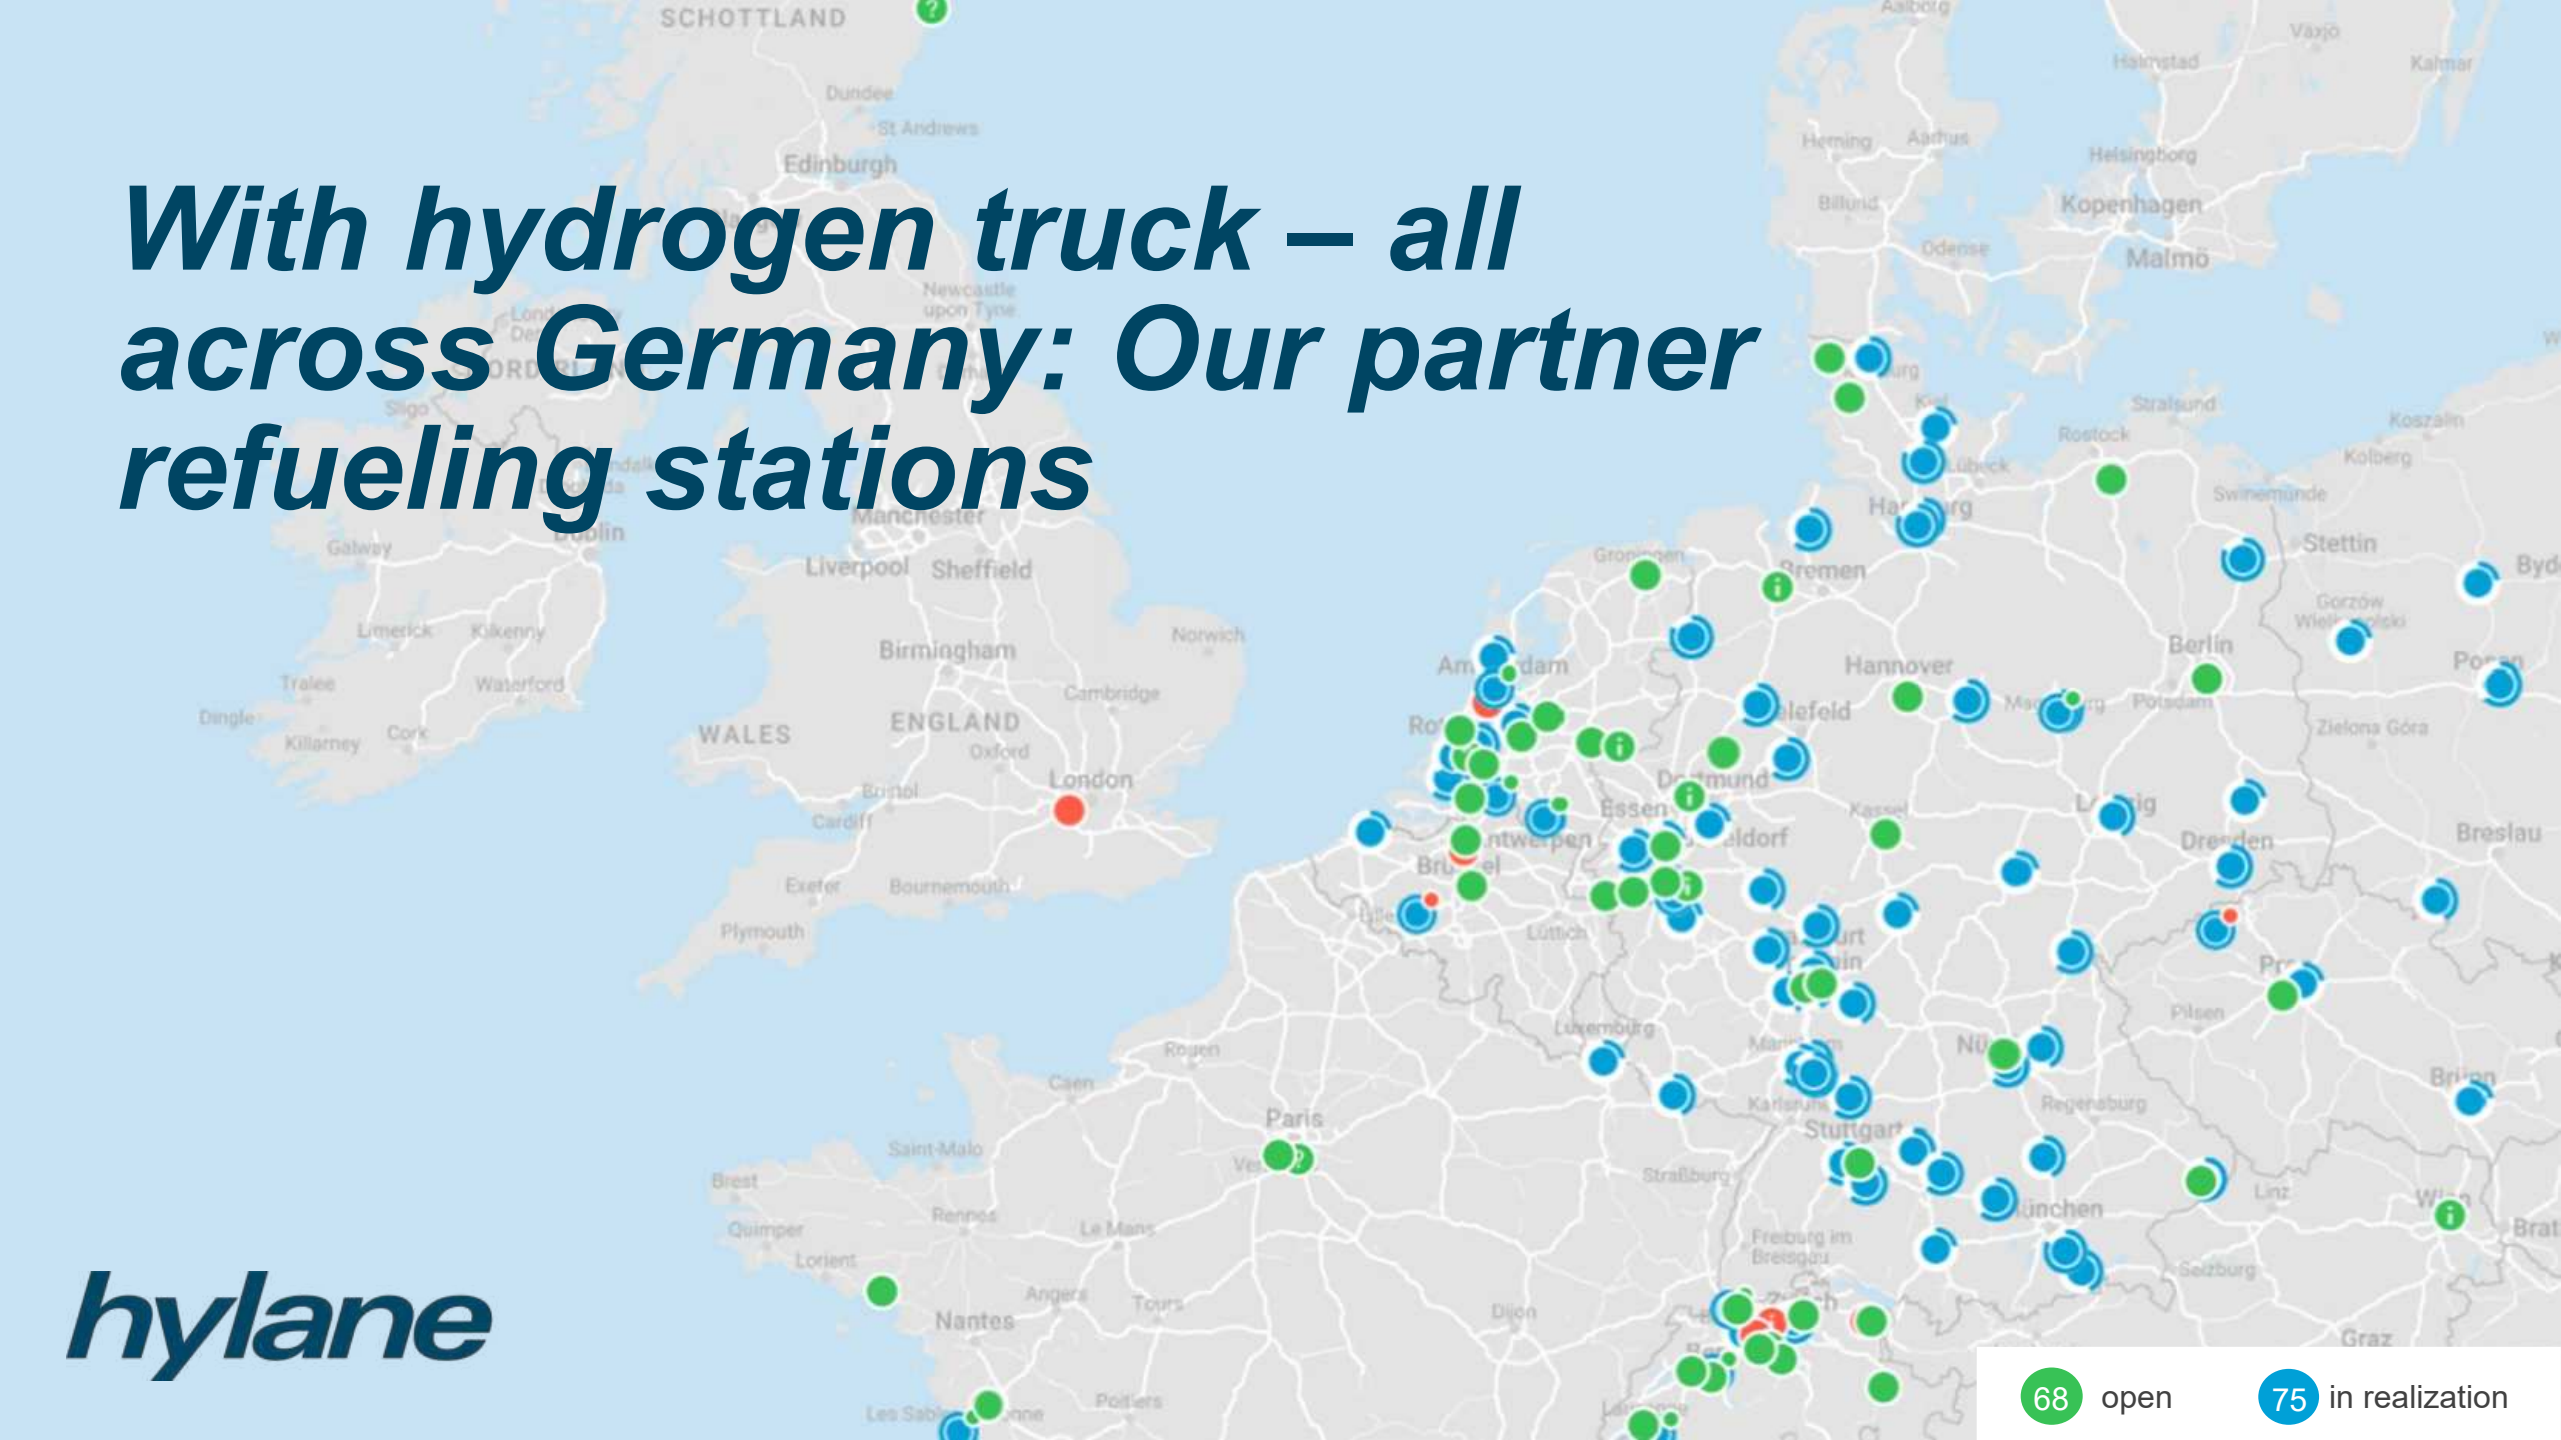 SCHOTTLAND
Dundee
St Andrews
Edinburgh
With hydrogen truck – all
across Germany: Our partner
refueling stations
Newcastle
upon Tyne
Sligo
Manchester
Dublin
Galway
Liverpool
Sheffield
Limerick
Kilkenny
Birmingham
Norwich
Tralee
Waterford
Cambridge
Dingle
Killarney
Cork
WALES
ENGLAND
Oxford
London
Bristol
Cardiff
Exeter
Bournemouth
Plymouth
Aalborg
Växjö
Halmstad
Kalmar
Herning
Aarhus
Helsingborg
Billund
Kopenhagen
Odense
Malmö
Kiel
Stralsund
Rostock
Koszalin
Kolberg
Lübeck
Swinemünde
Stettin
Groningen
Bremen
Gorzów
Berlin
Hannover
Potsdam
Zielona Góra
Essen
Kassel
Dresden
Breslau
Lüttich
Pilsen
Luxemburg
Rouen
Caen
Karlsruhe
Regensburg
Paris
Stuttgart
Saint-Malo
Straßburg
Brest
Linz
Rennes
Quimper
Le Mans
Lorient
Freiburg im
Breisgau
Salzburg
Angers
Tours
Nantes
Dijon
Graz
Poitiers
hylane
68 open
75 in realization